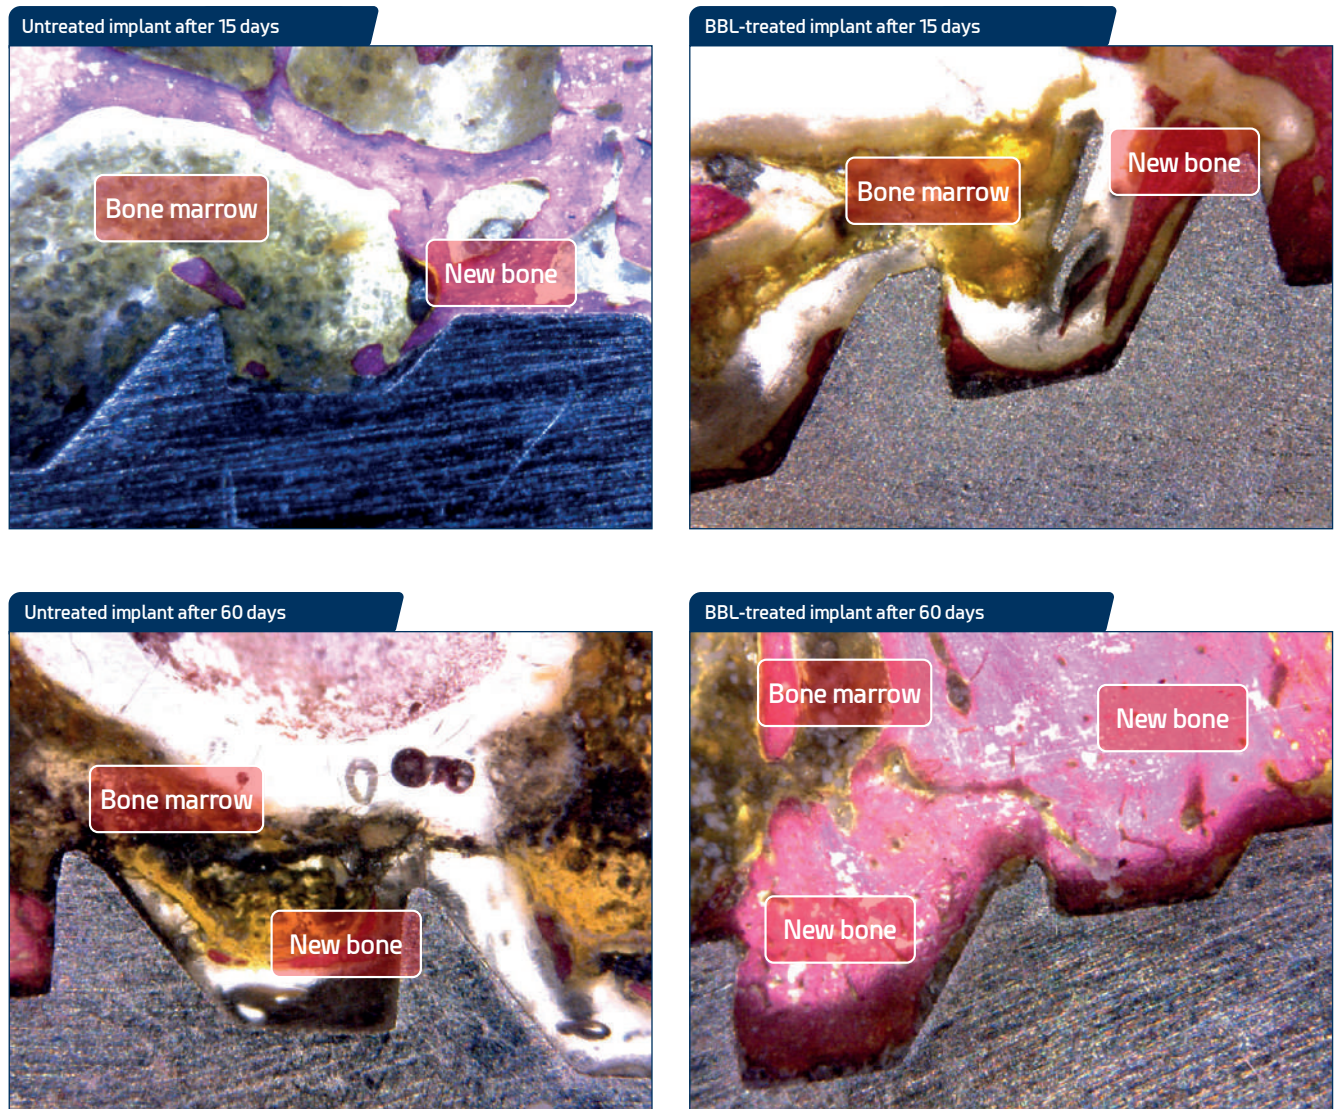 Untreated implant after 15 days
BBL-treated implant after 15 days
Bone marrow
New bone
Bone marrow
New bone
Untreated implant after 60 days
BBL-treated implant after 60 days
Bone marrow
New bone
Bone marrow
New bone
New bone